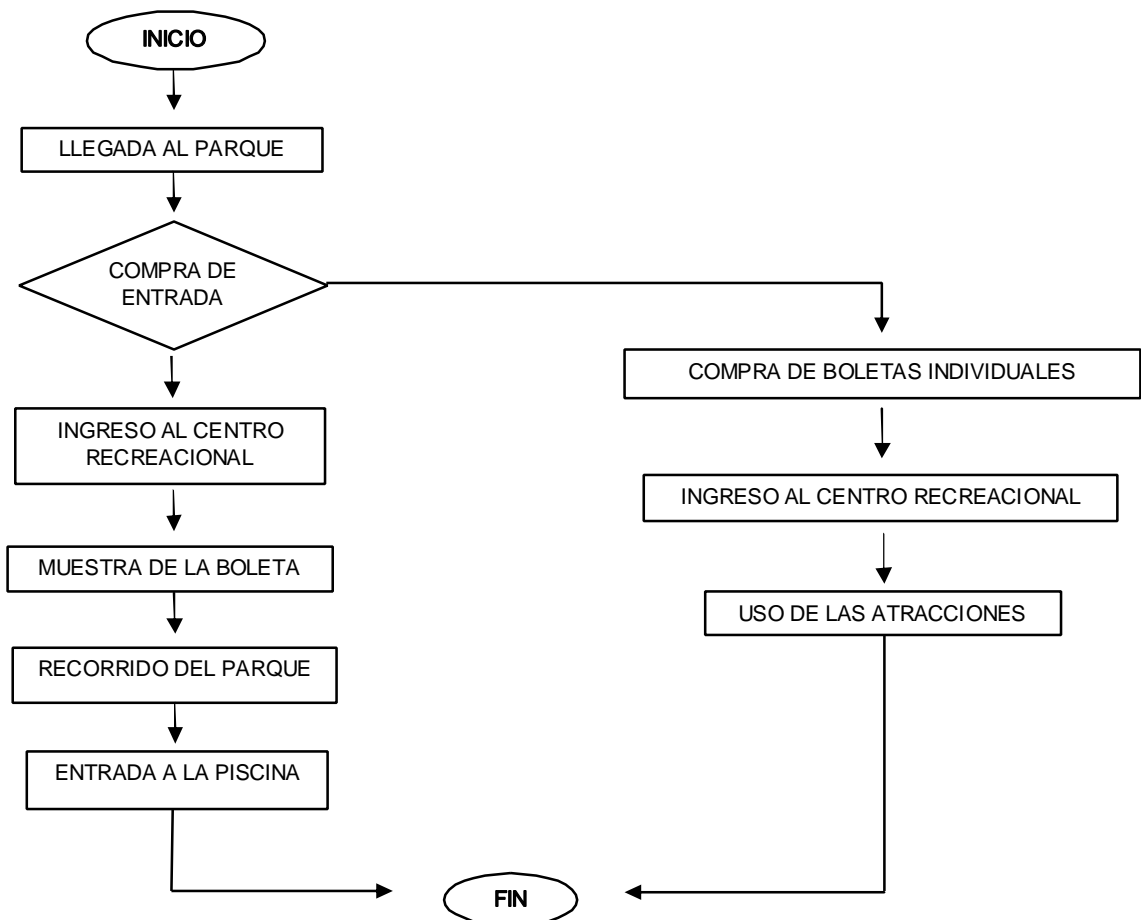 INICIO
LLEGADA AL PARQUE
COMPRA DE
ENTRADA
INGRESO AL CENTRO
RECREACIONAL
MUESTRA DE LA BOLETA
RECORRIDO DEL PARQUE
ENTRADA A LA PISCINA
COMPRA DE BOLETAS INDIVIDUALES
INGRESO AL CENTRO RECREACIONAL
USO DE LAS ATRACCIONES
FIN